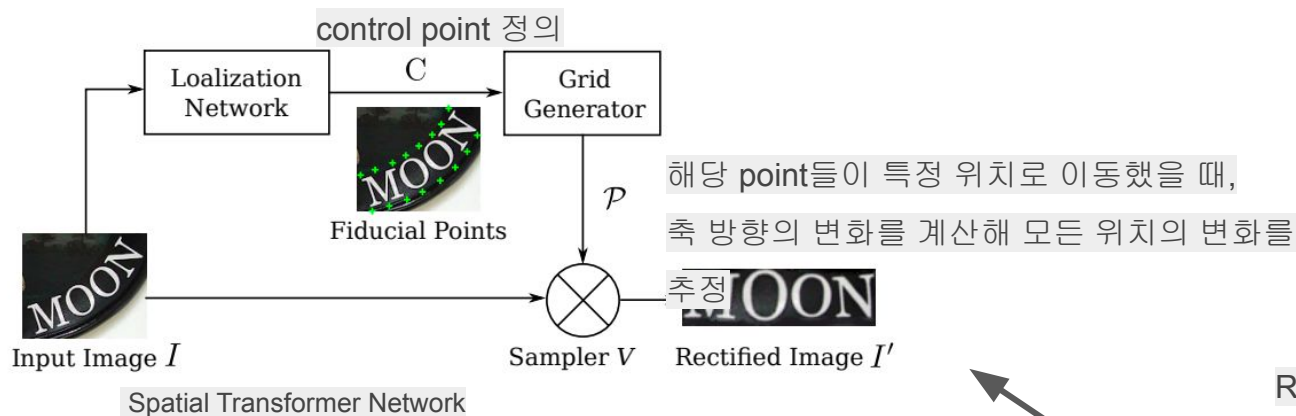 control point 정의
Loalization
Network
C
Grid
Generator
MOON
Fiducial Points
𝒫
해당 point들이 특정 위치로 이동했을 때,
축 방향의 변화를 계산해 모든 위치의 변화를
추정
MOON
MOON
Input Image I
Sampler V
Rectified Image I′
Spatial Transformer Network
R